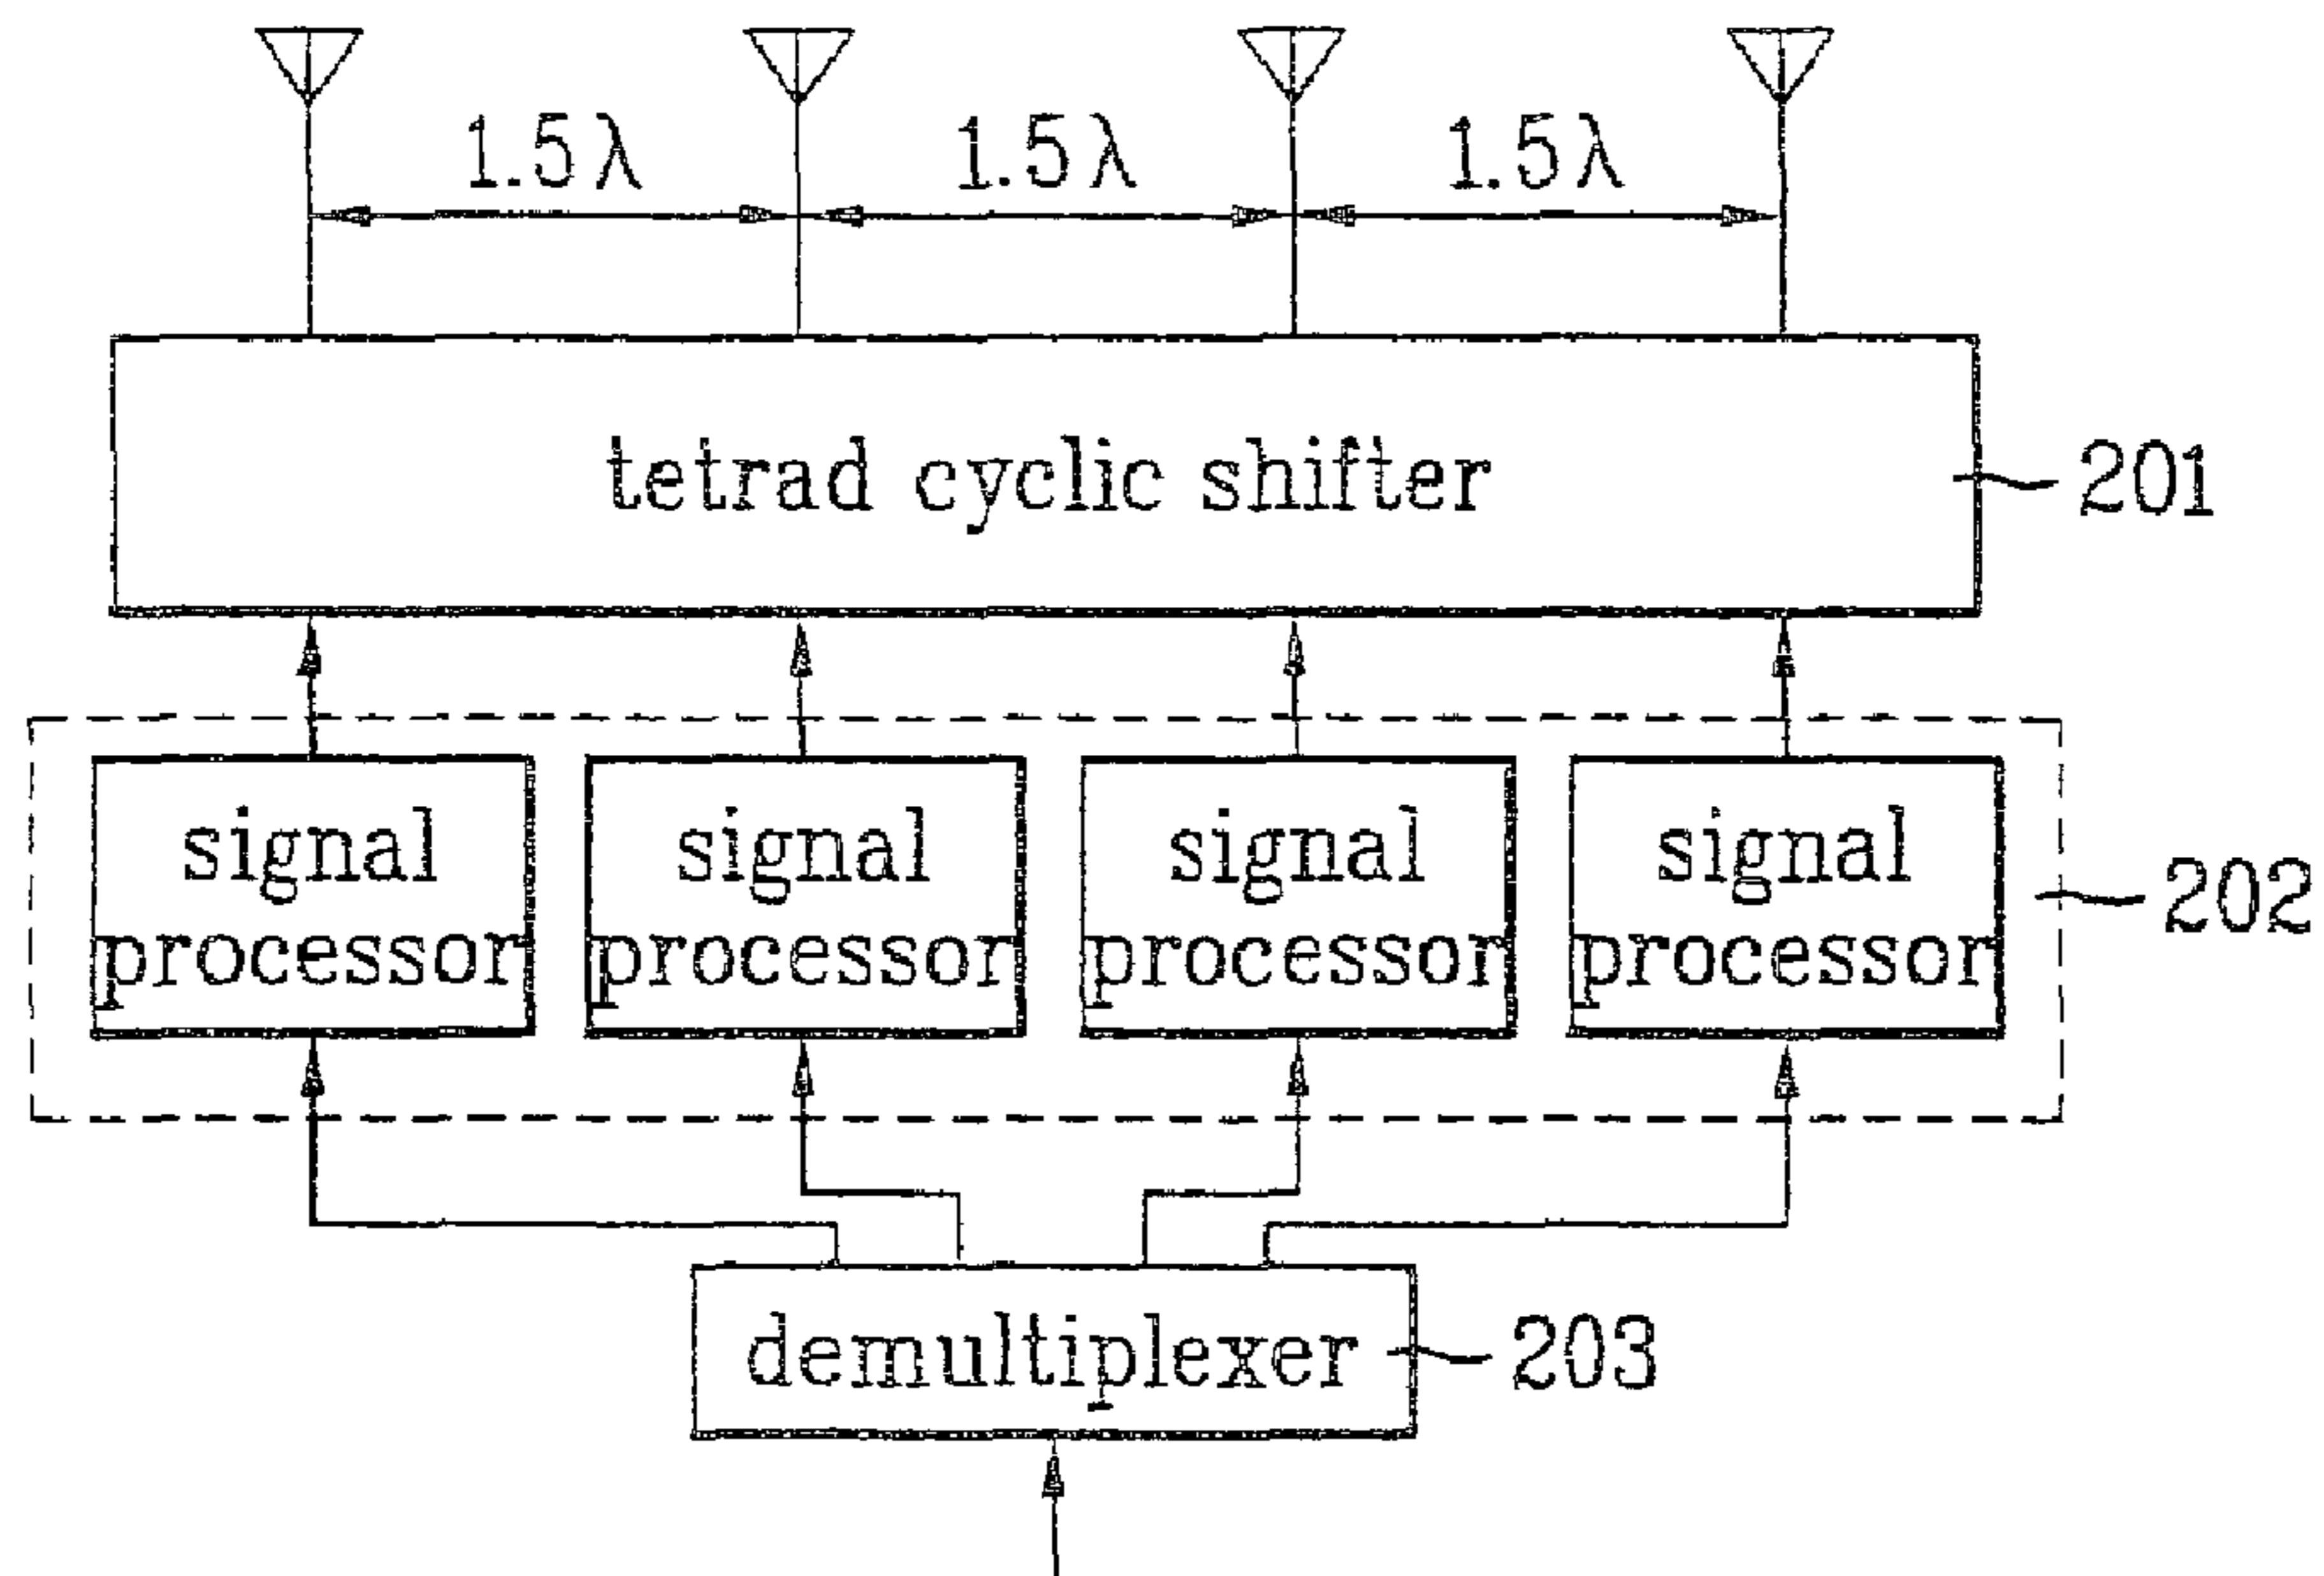 1.5λ 1.5λ 1.5λ
tetrad cyclic shifter
201
signal signal signal signal
processor processor processor processor
202
demultiplexer
203